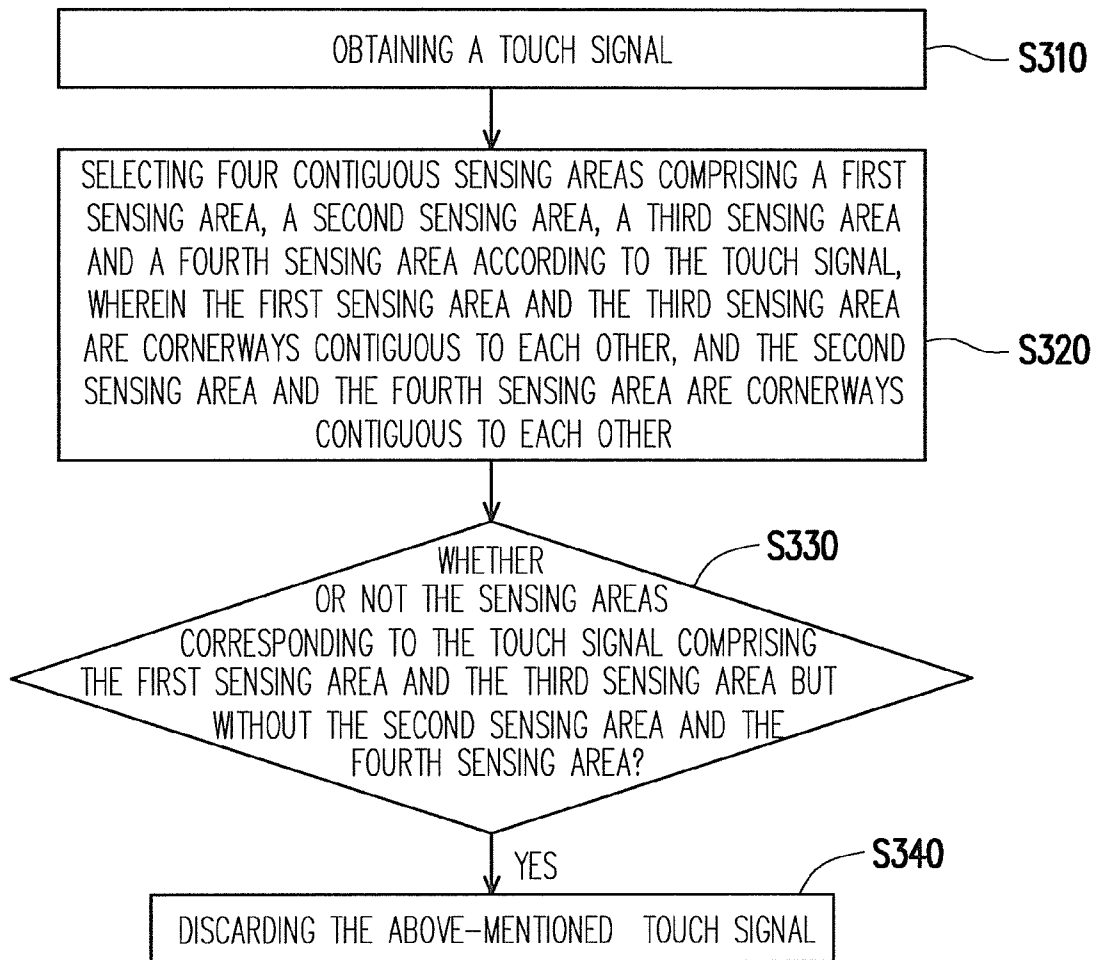 OBTAINING A TOUCH SIGNAL
S310
SELECTING FOUR CONTIGUOUS SENSING AREAS COMPRISING A FIRST
SENSING AREA, A SECOND SENSING AREA, A THIRD SENSING AREA
AND A FOURTH SENSING AREA ACCORDING TO THE TOUCH SIGNAL,
WHEREIN THE FIRST SENSING AREA AND THE THIRD SENSING AREA
ARE CORNERWAYS CONTIGUOUS TO EACH OTHER, AND THE SECOND
SENSING AREA AND THE FOURTH SENSING AREA ARE CORNERWAYS
CONTIGUOUS TO EACH OTHER
S320
WHETHER
OR NOT THE SENSING AREAS
CORRESPONDING TO THE TOUCH SIGNAL COMPRISING
THE FIRST SENSING AREA AND THE THIRD SENSING AREA BUT
WITHOUT THE SECOND SENSING AREA AND THE
FOURTH SENSING AREA?
S330
YES
S340
DISCARDING THE ABOVE-MENTIONED TOUCH SIGNAL